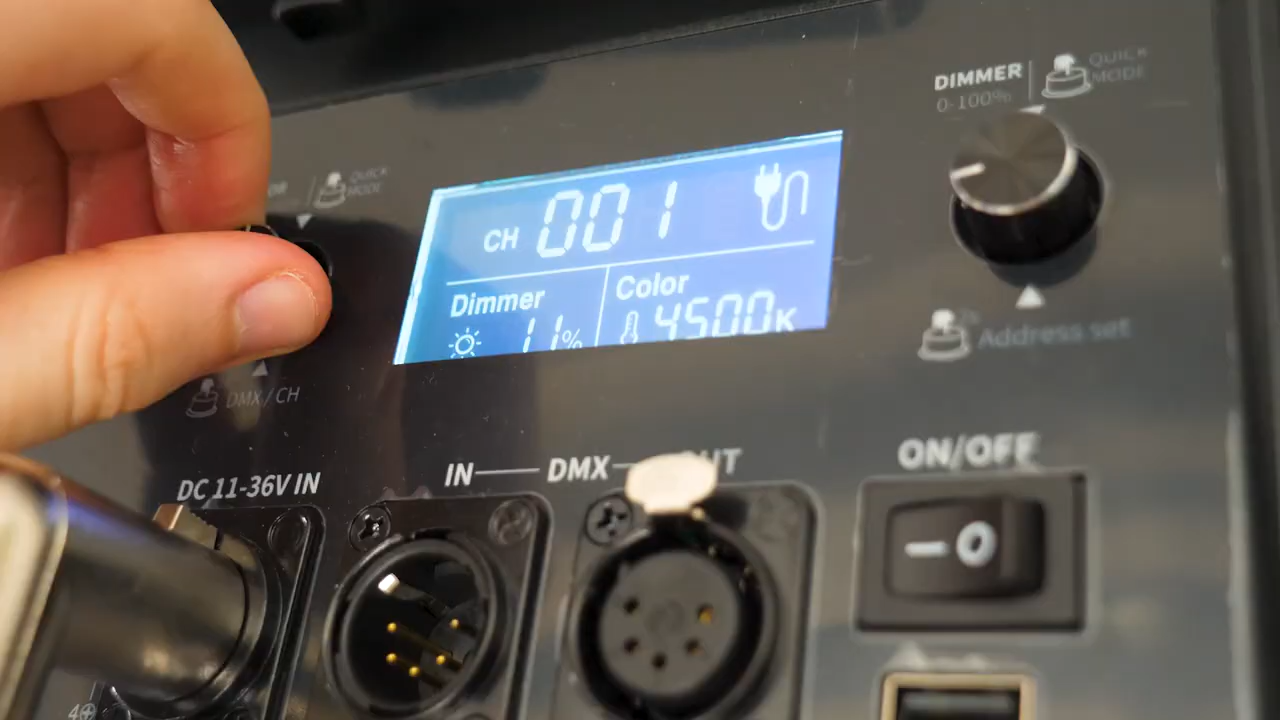 DIMMER
0-100%
QUICK
MODE
QUICK
MODE
CH 001
Dimmer
11%
Color
4500K
Address set
DMX/CH
ON/OFF
IN
DMX
DC 11-36V IN
— O